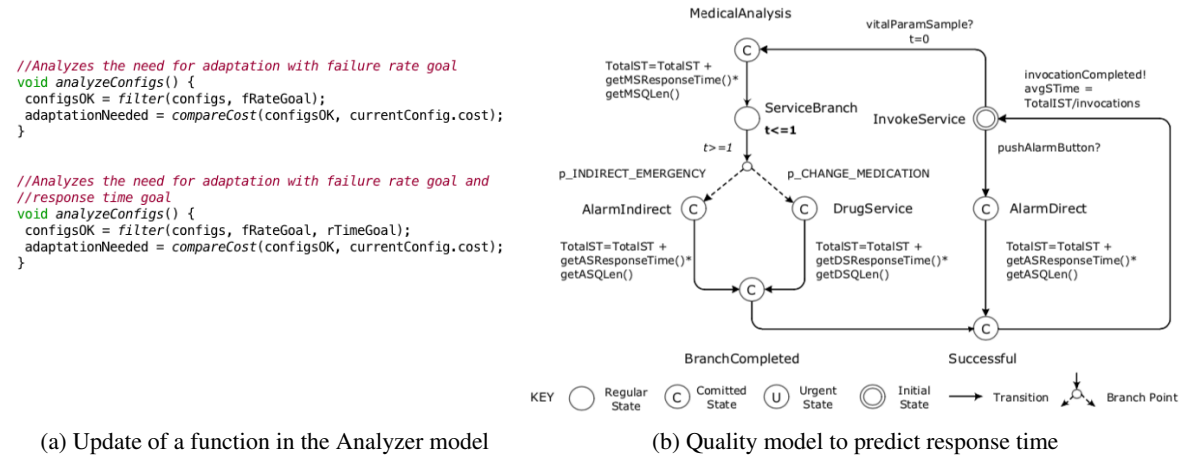 //Analyzes the need for adaptation with failure rate goal
void analyzeConfigs() {
configsOK = filter(configs, fRateGoal);
adaptationNeeded = compareCost(configsOK, currentConfig.cost);
}
//Analyzes the need for adaptation with failure rate goal and
//response time goal
void analyzeConfigs() {
configsOK = filter(configs, fRateGoal, rTimeGoal);
adaptationNeeded = compareCost(configsOK, currentConfig.cost);
}
(a) Update of a function in the Analyzer model
MedicalAnalysis
vitalParamSample?
t=0
C
TotalST=TotalST +
getMSResponseTime()*
getMSQLen()
invocationCompleted!
avgSTime =
TotalIST/invocations
ServiceBranch
t<=1
InvokeService
t>=1
pushAlarmButton?
p_INDIRECT_EMERGENCY
p_CHANGE_MEDICATION
AlarmIndirect
C
C
DrugService
C
AlarmDirect
TotalST=TotalST +
getASResponseTime()*
getASQLen()
TotalST=TotalST +
getDSResponseTime()*
getDSQLen()
TotalST=TotalST +
getASResponseTime()*
getASQLen()
C
C
BranchCompleted
Successful
KEY
Regular
State
C
Comitted
State
U
Urgent
State
Initial
State
Transition
Branch Point
(b) Quality model to predict response time